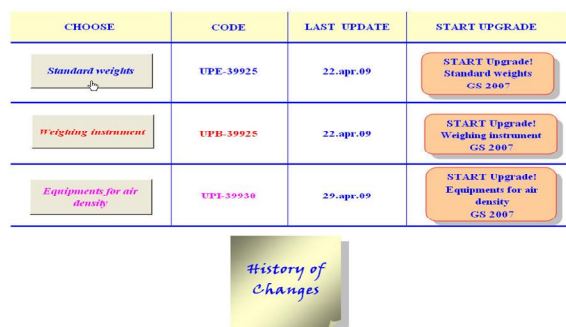 CHOOSE CODE LAST UPDATE START UPGRADE
Standard weights UPE-39925 22.apr.09 START Upgrade!
Standard weights
GS 2007
Weighing instrument UPB-39925 22.apr.09 START Upgrade!
Weighing instrument
GS 2007
Equipments for air
density UPI-39930 29.apr.09 START Upgrade!
Equipments for air
density
GS 2007
History of
Changes